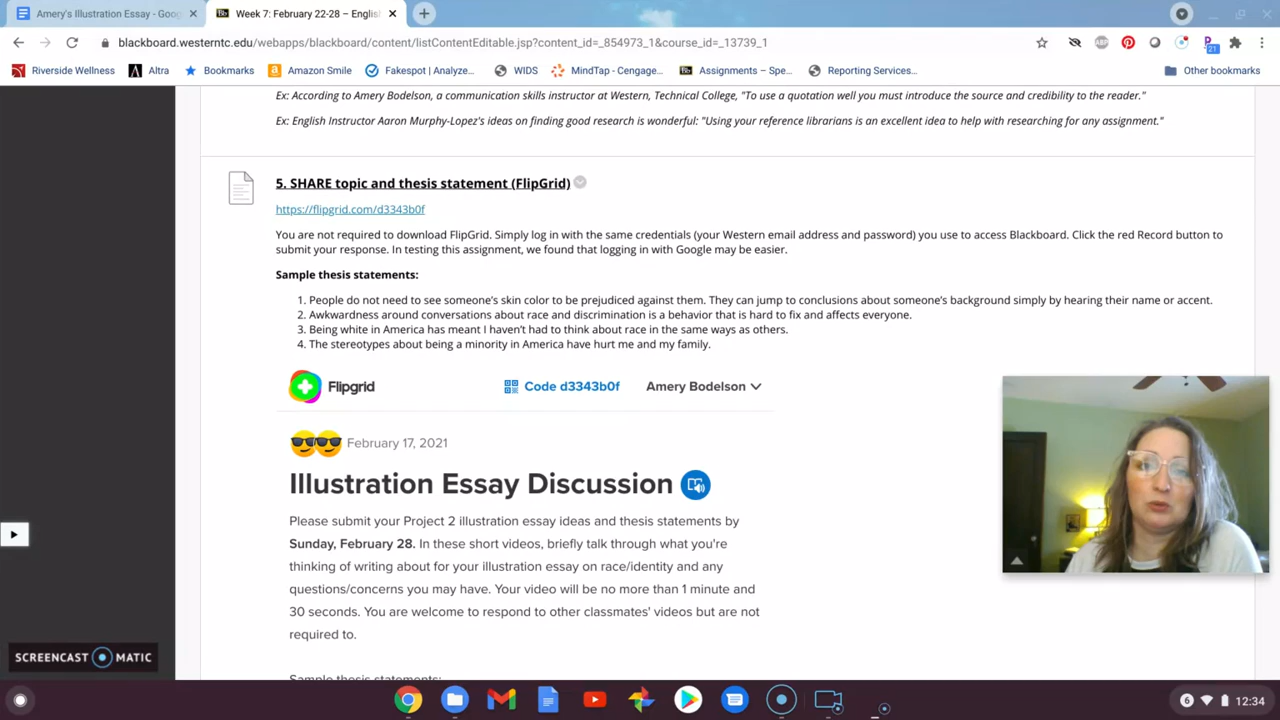 Amery's Illustration Essay - Goog
Week 7: February 22-28 – Englis
blackboard.westerntc.edu/webapps/blackboard/content/listContentEditable.jsp?content_id=_854973_1&course_id=_13739_1
ABP
21
Riverside Wellness
Altra
Bookmarks
Amazon Smile
Fakespot | Analyze...
WIDS
MindTap - Cengage...
Assignments – Spe...
Reporting Services...
Other bookmarks
Ex: According to Amery Bodelson, a communication skills instructor at Western, Technical College, "To use a quotation well you must introduce the source and credibility to the reader."
Ex: English Instructor Aaron Murphy-Lopez's ideas on finding good research is wonderful: "Using your reference librarians is an excellent idea to help with researching for any assignment."
5. SHARE topic and thesis statement (FlipGrid)
https://flipgrid.com/d3343b0f
You are not required to download FlipGrid. Simply log in with the same credentials (your Western email address and password) you use to access Blackboard. Click the red Record button to
submit your response. In testing this assignment, we found that logging in with Google may be easier.
Sample thesis statements:
1. People do not need to see someone's skin color to be prejudiced against them. They can jump to conclusions about someone's background simply by hearing their name or accent.
2. Awkwardness around conversations about race and discrimination is a behavior that is hard to fix and affects everyone.
3. Being white in America has meant I haven't had to think about race in the same ways as others.
4. The stereotypes about being a minority in America have hurt me and my family.
Flipgrid
Code d3343b0f
Amery Bodelson
February 17, 2021
Illustration Essay Discussion
Please submit your Project 2 illustration essay ideas and thesis statements by
Sunday, February 28. In these short videos, briefly talk through what you're
thinking of writing about for your illustration essay on race/identity and any
questions/concerns you may have. Your video will be no more than 1 minute and
30 seconds. You are welcome to respond to other classmates' videos but are not
required to.
Sample thesis statements:
SCREENCAST MATIC
6
12:34